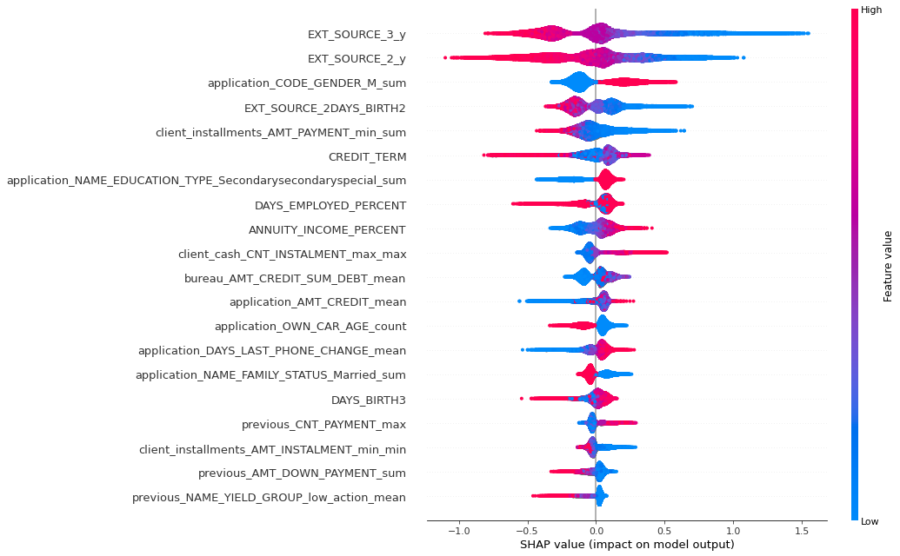 High
EXT_SOURCE_3_y
EXT_SOURCE_2_y
application_CODE_GENDER_M_sum
EXT_SOURCE_2DAYS_BIRTH2
client_installments_AMT_PAYMENT_min_sum
CREDIT_TERM
application_NAME_EDUCATION_TYPE_Secondarysecondaryspecial_sum
DAYS_EMPLOYED_PERCENT
ANNUITY_INCOME_PERCENT
client_cash_CNT_INSTALMENT_max_max
bureau_AMT_CREDIT_SUM_DEBT_mean
application_AMT_CREDIT_mean
application_OWN_CAR_AGE_count
application_DAYS_LAST_PHONE_CHANGE_mean
application_NAME_FAMILY_STATUS_Married_sum
DAYS_BIRTH3
previous_CNT_PAYMENT_max
client_installments_AMT_INSTALMENT_min_min
previous_AMT_DOWN_PAYMENT_sum
previous_NAME_YIELD_GROUP_low_action_mean
Feature value
Low
−1.0 −0.5 0.0 0.5 1.0 1.5
SHAP value (impact on model output)